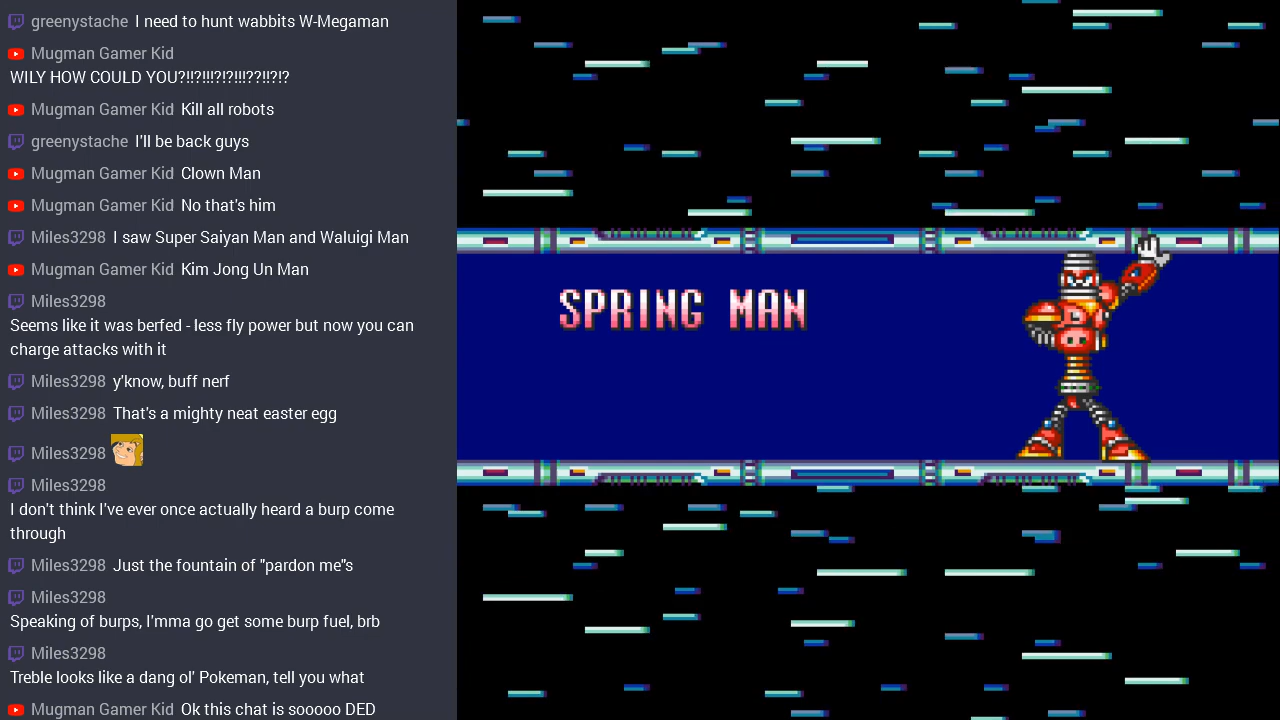 greenystache I need to hunt wabbits W-Megaman
Mugman Gamer Kid
WILY HOW COULD YOU?!!?!!!?!?!!!??!!?!?
Mugman Gamer Kid Kill all robots
greenystache I'll be back guys
Mugman Gamer Kid Clown Man
Mugman Gamer Kid No that's him
Miles3298 I saw Super Saiyan Man and Waluigi Man
Mugman Gamer Kid Kim Jong Un Man
Miles3298
Seems like it was berfed - less fly power but now you can
charge attacks with it
Miles3298 y'know, buff nerf
Miles3298 That's a mighty neat easter egg
Miles3298
Miles3298
I don't think I've ever once actually heard a burp come
through
Miles3298 Just the fountain of "pardon me"s
Miles3298
Speaking of burps, I'mma go get some burp fuel, brb
Miles3298
Treble looks like a dang ol' Pokeman, tell you what
Mugman Gamer Kid Ok this chat is sooooo DED
SPRING MAN